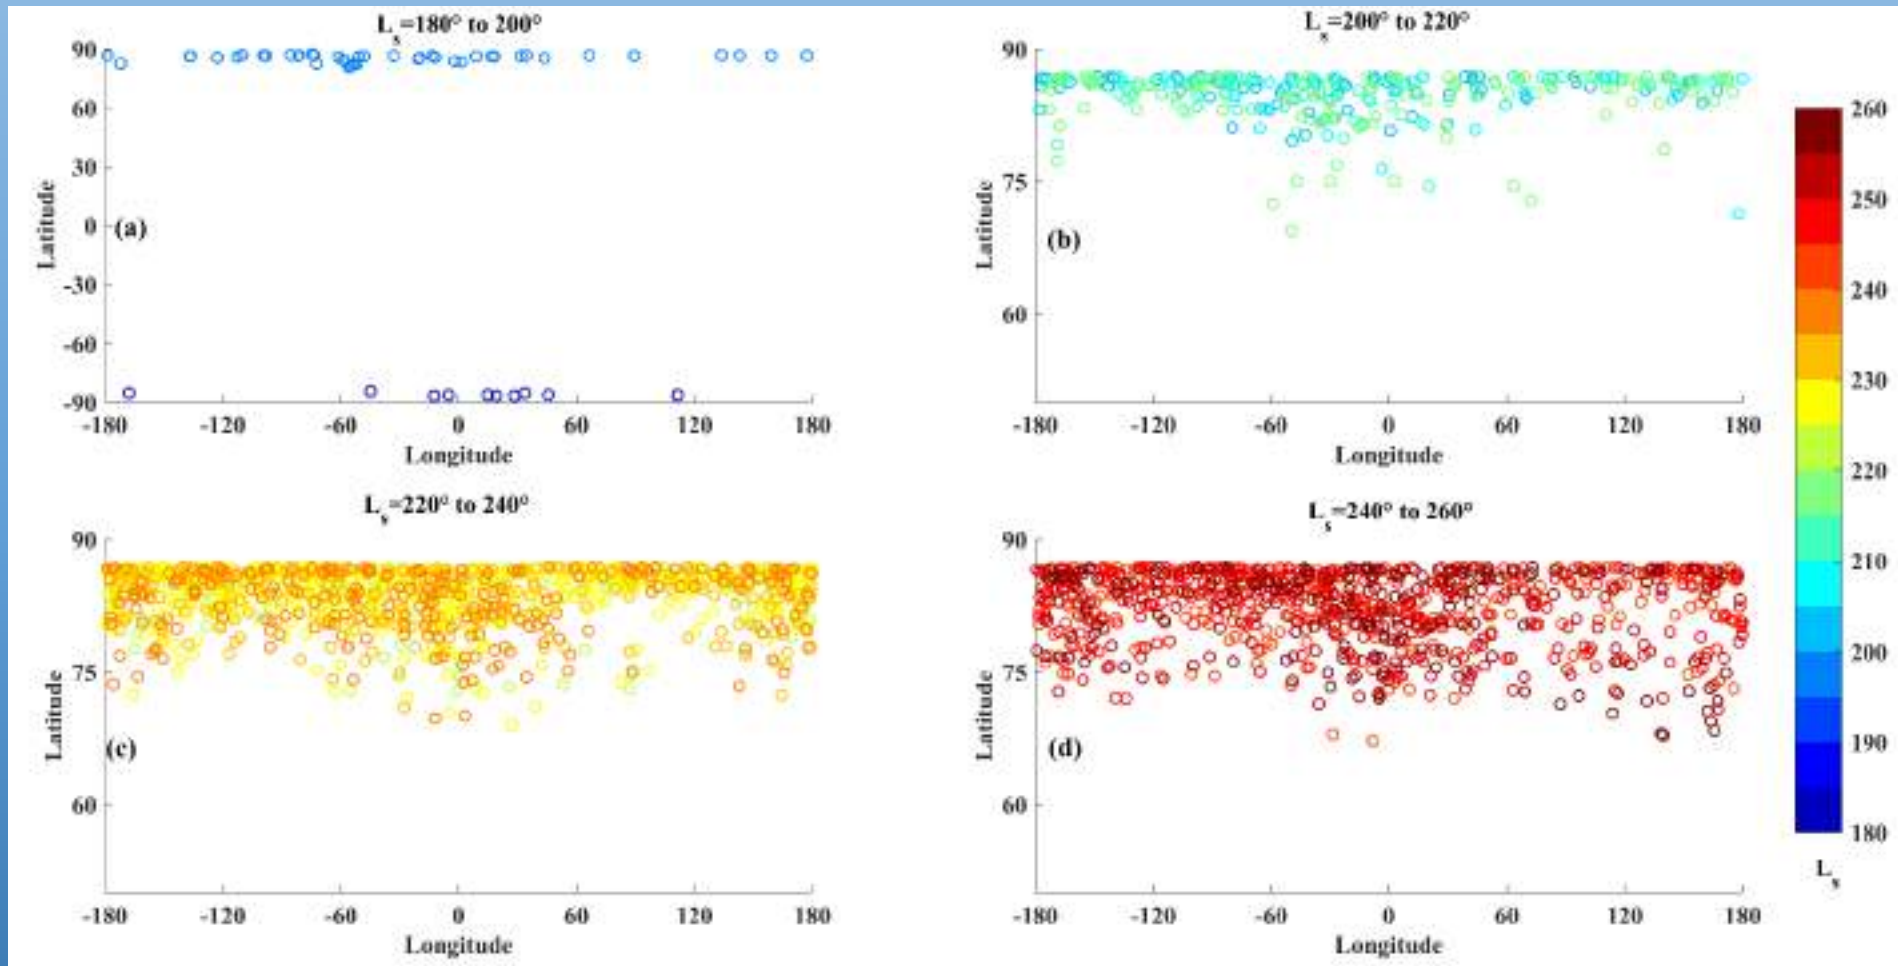 Ls=180° to 200°
90
60
30
0
-30
-60
-90
Latitude
(a)
-180 -120 -60 0 60 120 180
Longitude
Ls=200° to 220°
90
75
60
Latitude
(b)
-180 -120 -60 0 60 120 180
Longitude
Ls=220° to 240°
90
75
60
Latitude
(c)
-180 -120 -60 0 60 120 180
Longitude
Ls=240° to 260°
90
75
60
Latitude
(d)
-180 -120 -60 0 60 120 180
Longitude
260
250
240
230
220
210
200
190
180
Ls